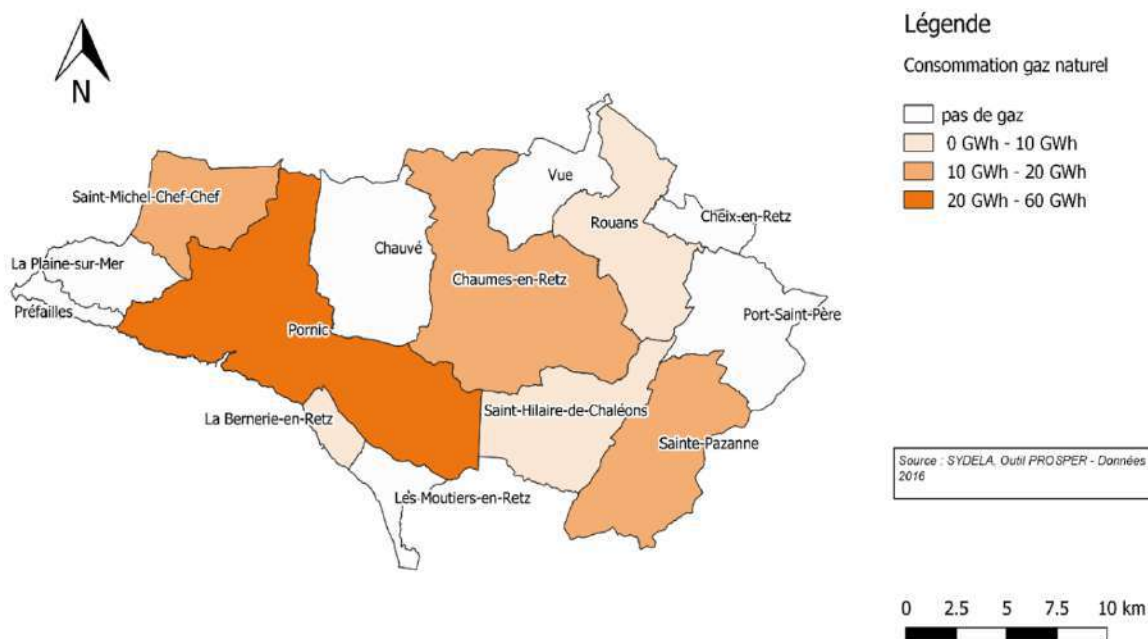 N
Légende
Consommation gaz naturel
pas de gaz
0 GWh - 10 GWh
10 GWh - 20 GWh
20 GWh - 60 GWh
Vue
Saint-Michel-Chef-Chef
Cheix-en-Retz
Rouans
Chauvé
La Plaine-sur-Mer
Chaumes-en-Retz
Préfailles
Port-Saint-Père
Pornic
Saint-Hilaire-de-Chaléons
La Bernerie-en-Retz
Sainte-Pazanne
Les Moutiers-en-Retz
Source : SYDELA, Outil PROSPER - Données
2016
0 2.5 5 7.5 10 km